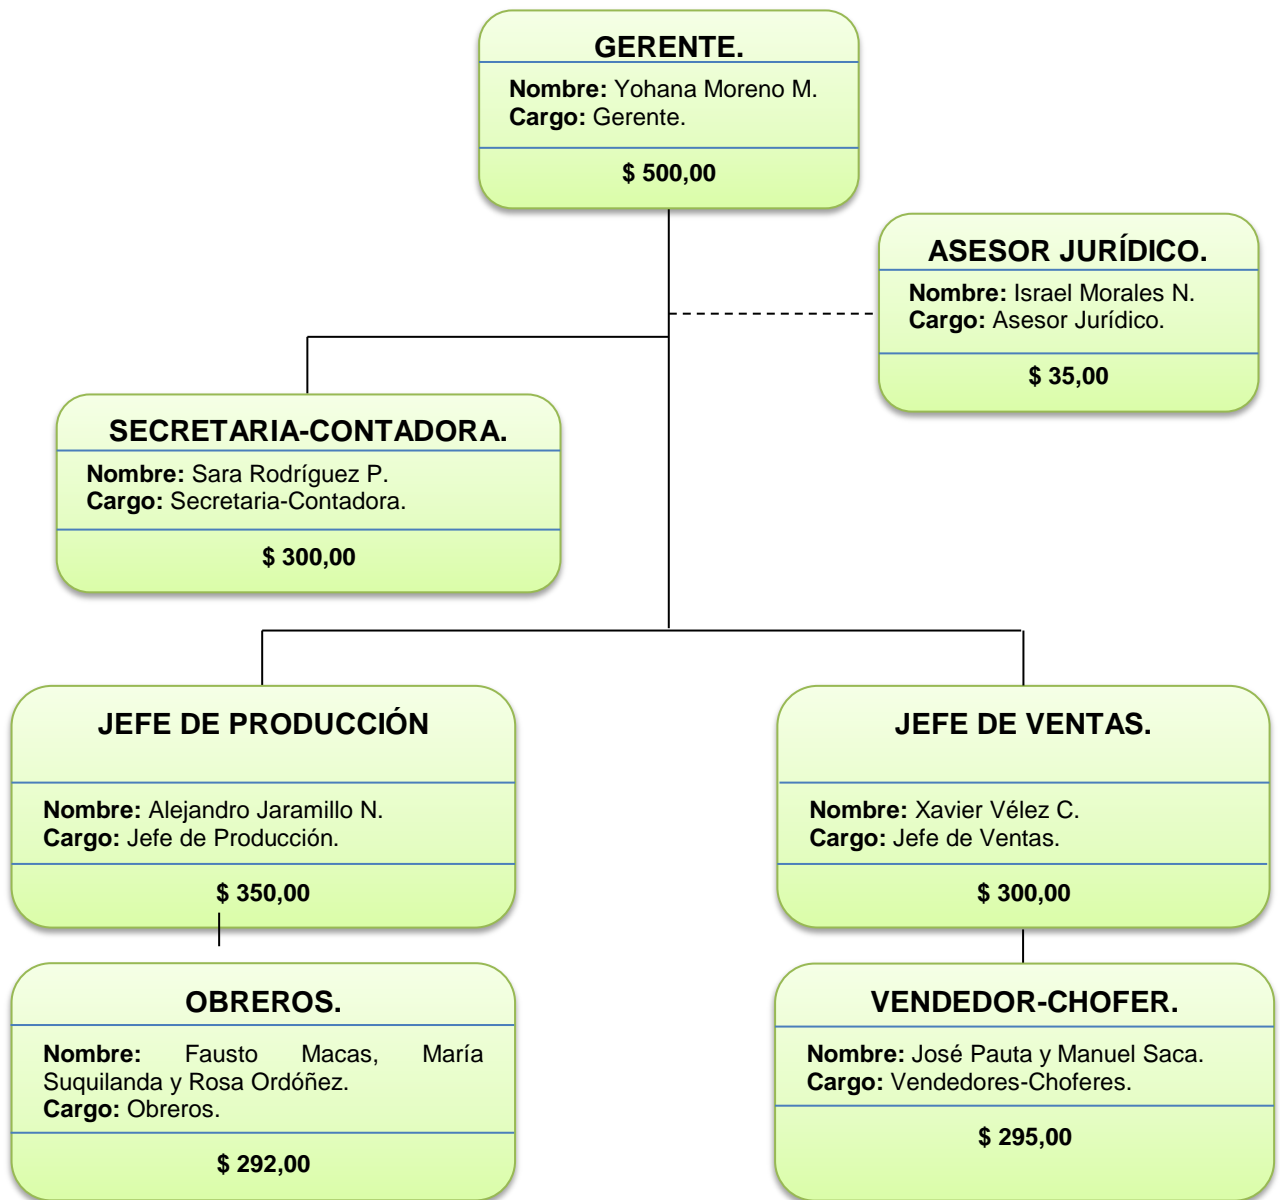 GERENTE.
Nombre: Yohana Moreno M.
Cargo: Gerente.
$ 500,00
ASESOR JURÍDICO.
Nombre: Israel Morales N.
Cargo: Asesor Jurídico.
$ 35,00
SECRETARIA-CONTADORA.
Nombre: Sara Rodríguez P.
Cargo: Secretaria-Contadora.
$ 300,00
JEFE DE PRODUCCIÓN
Nombre: Alejandro Jaramillo N.
Cargo: Jefe de Producción.
$ 350,00
JEFE DE VENTAS.
Nombre: Xavier Vélez C.
Cargo: Jefe de Ventas.
$ 300,00
OBREROS.
Nombre: Fausto Macas, María
Suquilanda y Rosa Ordóñez.
Cargo: Obreros.
$ 292,00
VENDEDOR-CHOFER.
Nombre: José Pauta y Manuel Saca.
Cargo: Vendedores-Choferes.
$ 295,00